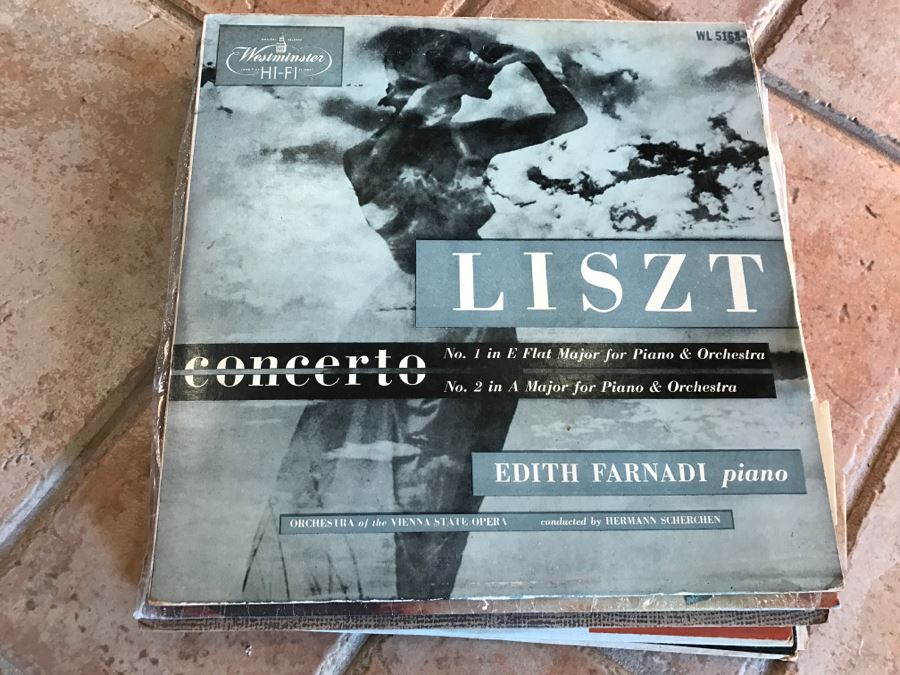 Westminster
HI-FI
WL 5168
LISZT
concerto
No. 1 in E Flat Major for Piano & Orchestra
No. 2 in A Major for Piano & Orchestra
EDITH FARNADI piano
ORCHESTRA of the VIENNA STATE OPERA conducted by HERMANN SCHERCHEN